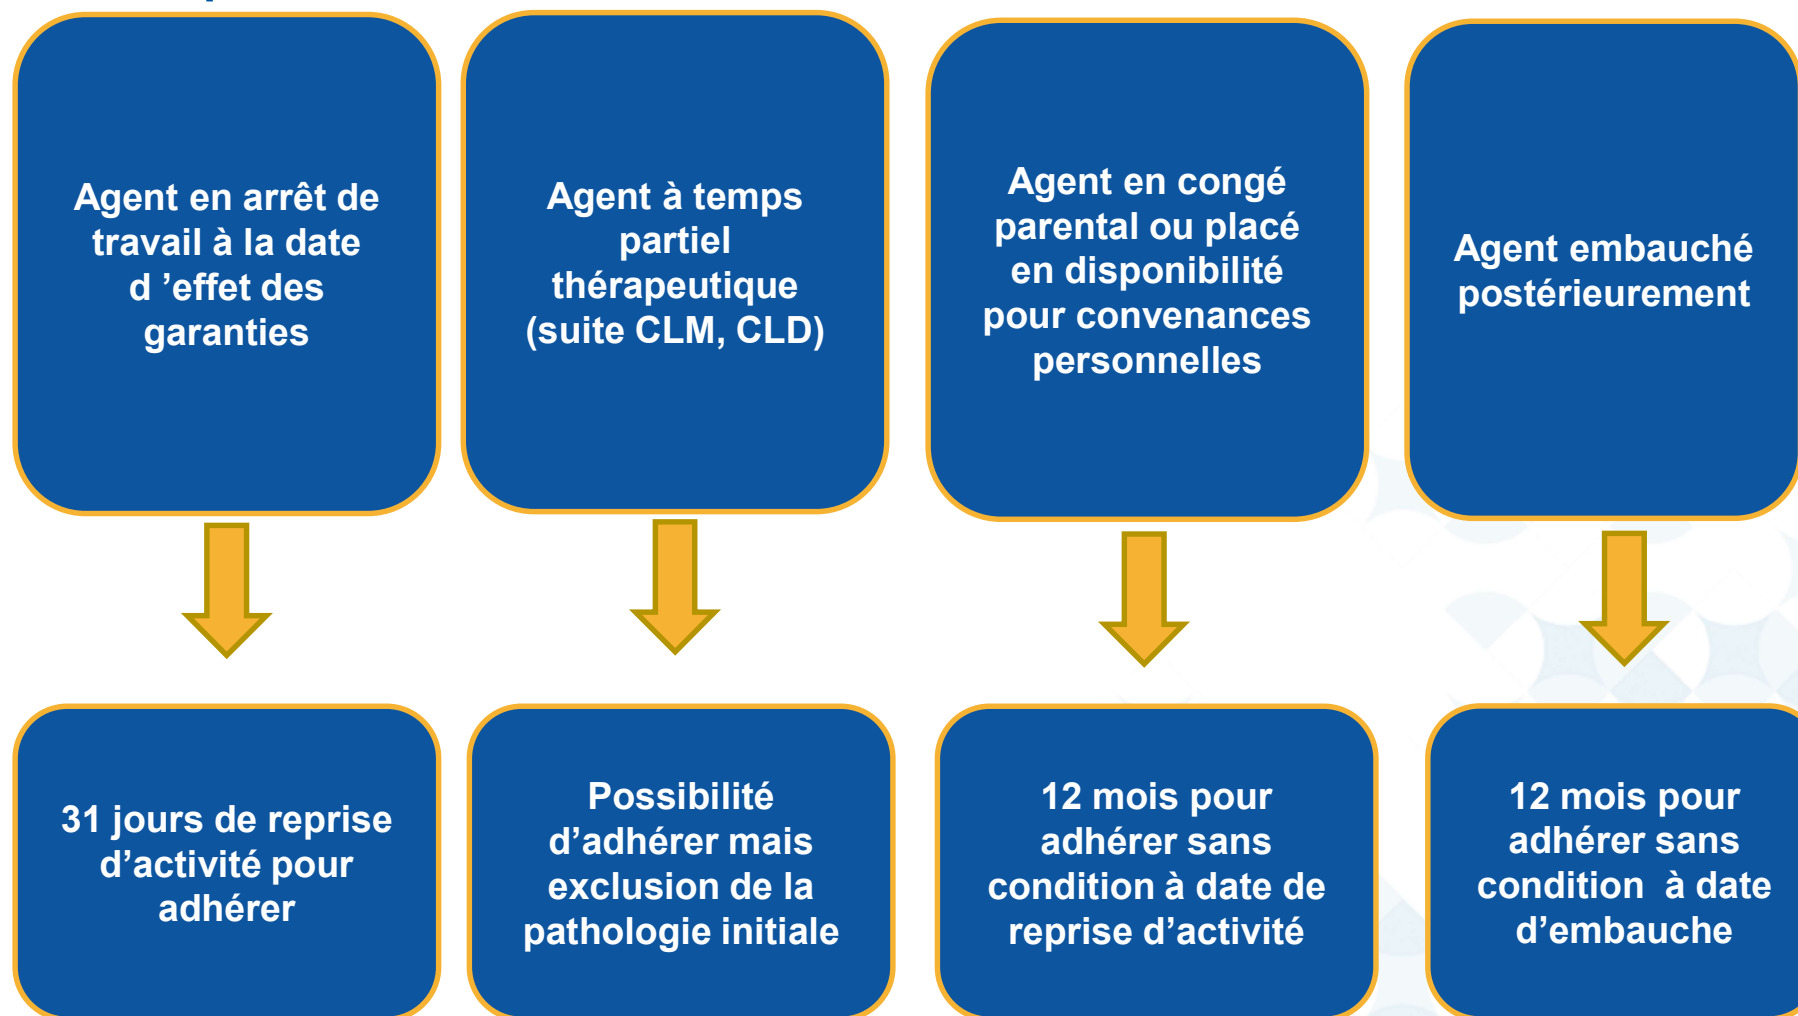 Agent en arrêt de
travail à la date
d ’effet des
garanties
Agent à temps
partiel
thérapeutique
(suite CLM, CLD)
Agent en congé
parental ou placé
en disponibilité
pour convenances
personnelles
Agent embauché
postérieurement
31 jours de reprise
d’activité pour
adhérer
Possibilité
d’adhérer mais
exclusion de la
pathologie initiale
12 mois pour
adhérer sans
condition à date de
reprise d’activité
12 mois pour
adhérer sans
condition  à date
d’embauche